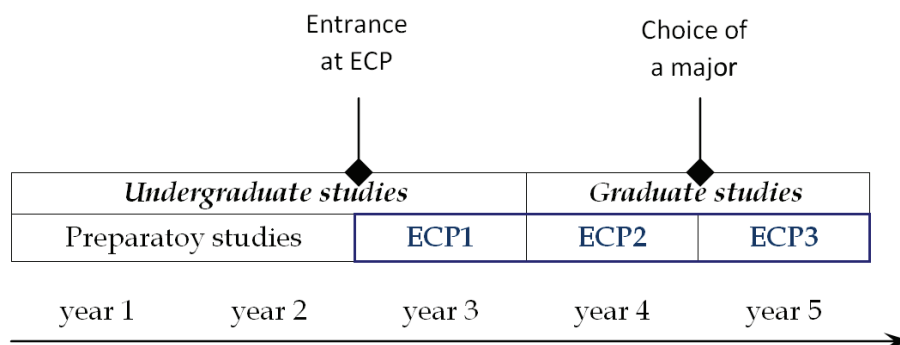 Entrance
at ECP
Choice of
a major
Undergraduate studies
Graduate studies
Preparatoy studies
ECP1
ECP2
ECP3
year 1
year 2
year 3
year 4
year 5